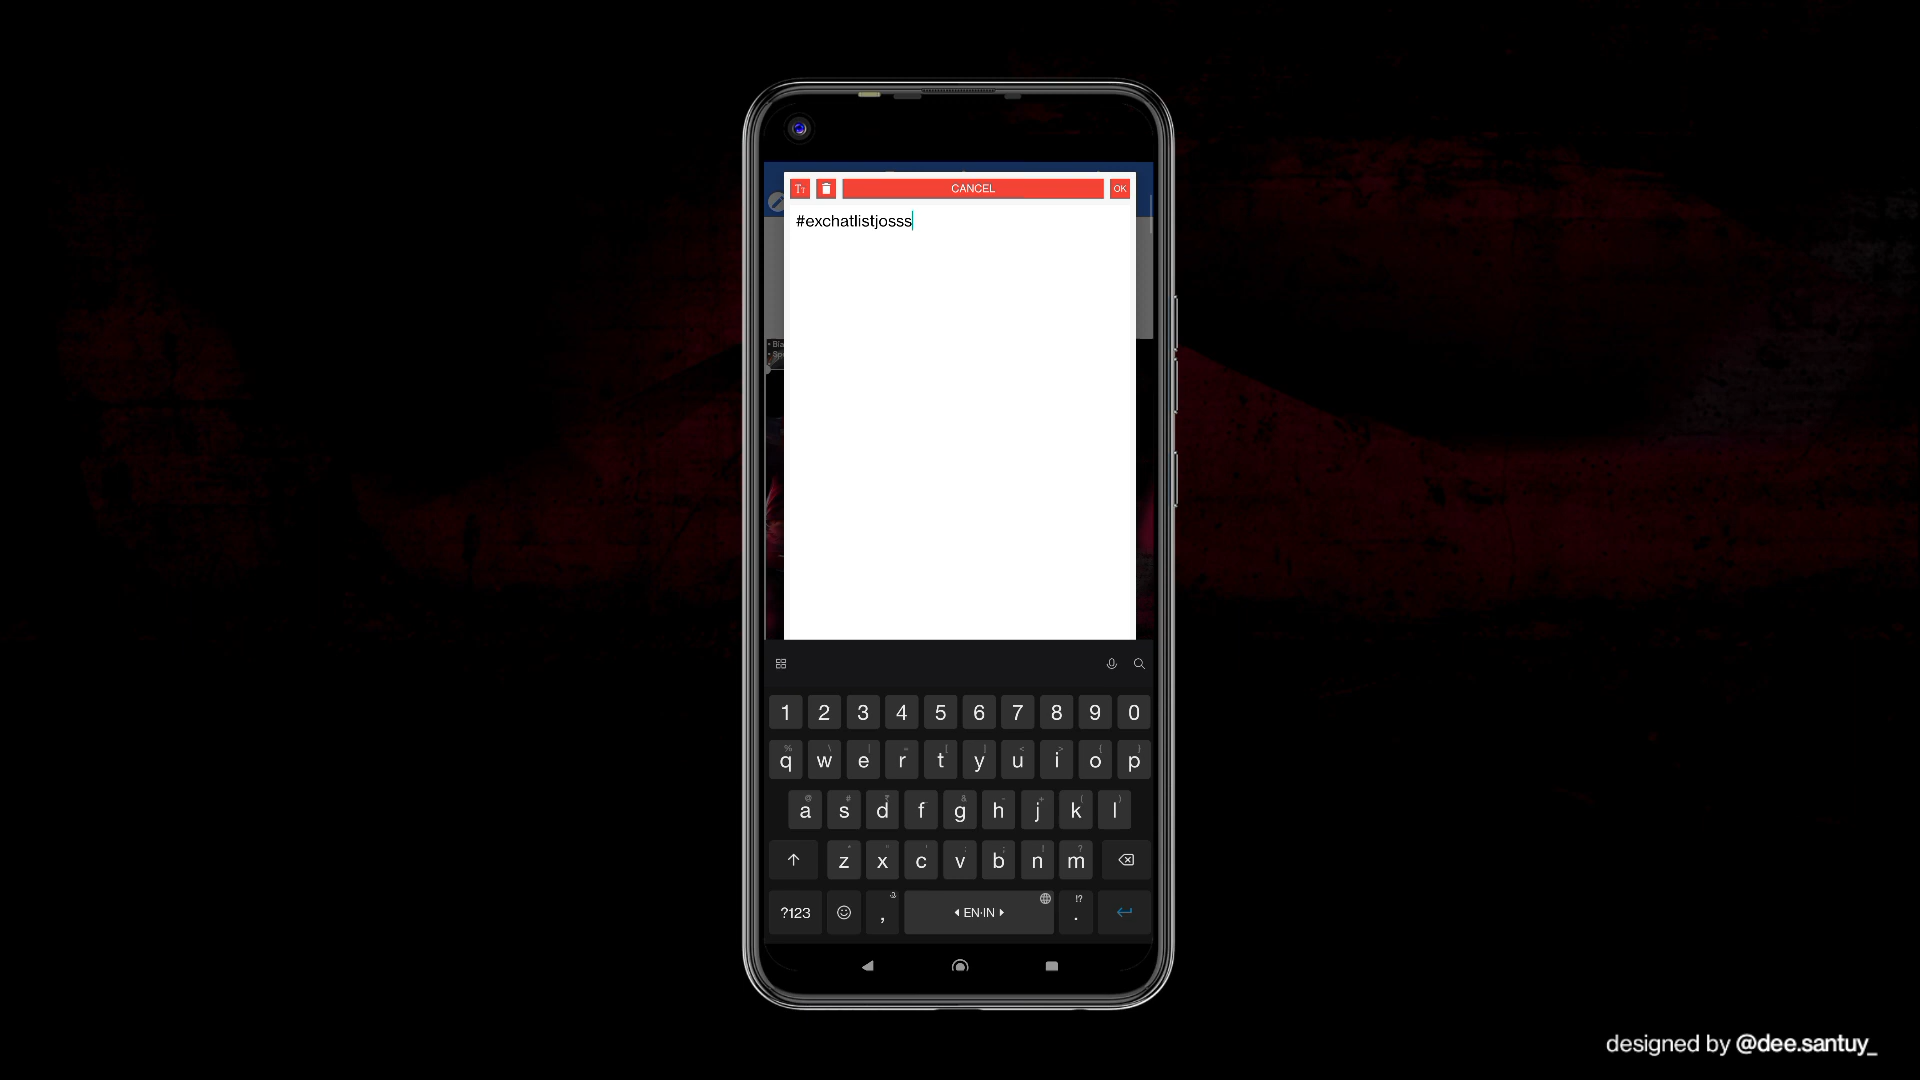 Tт CANCEL OK
#exchatlistjosss
1 2 3 4 5 6 7 8 9 0
q w e r t y u i o p
a s d f g h j k l
z x c v b n m
?123 , EN·IN !? .
designed by @dee.santuy_